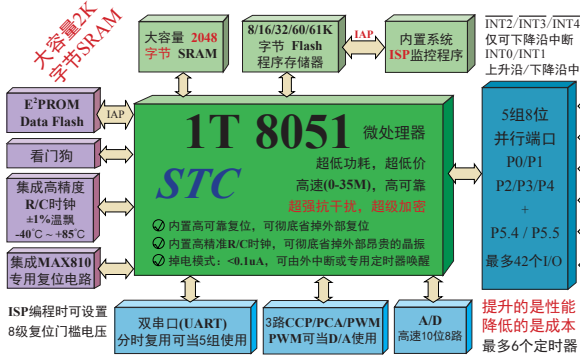 大容量2K
字节SRAM
大容量 2048
字节 SRAM
8/16/32/60/61K
字节 Flash
程序存储器
IAP
内置系统
ISP监控程序
INT2/INT3/INT4
仅可下降沿中断
INT0/INT1
上升沿/下降沿中
E²PROM
Data Flash
IAP
看门狗
集成高精度
R/C时钟
±1%温飘
-40℃~+85℃
集成MAX810
专用复位电路
1T 8051 微处理器
STC
超低功耗，超低价
高速(0-35M)，高可靠
超强抗干扰，超级加密
内置高可靠复位，可彻底省掉外部复位
内置高精准R/C时钟，可彻底省掉外部昂贵的晶振
掉电模式：<0.1uA，可由外中断或专用定时器唤醒
5组8位
并行端口
P0/P1
P2/P3/P4
+
P5.4 / P5.5
最多42个I/O
ISP编程时可设置
8级复位门槛电压
双串口(UART)
分时复用可当5组使用
3路CCP/PCA/PWM
PWM可当D/A使用
A/D
高速10位8路
提升的是性能
降低的是成本
最多6个定时器